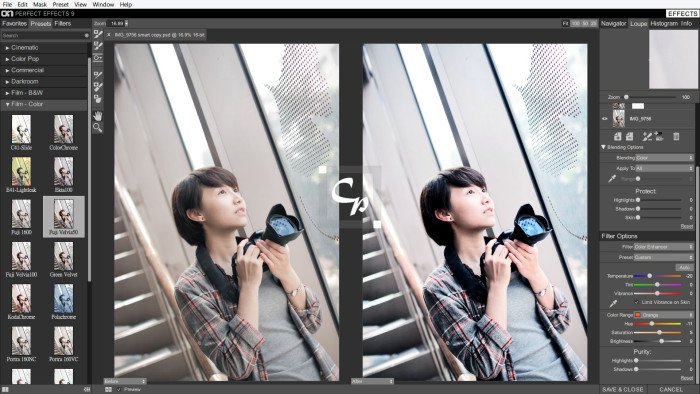 File Edit Mask Preset View Window Help
ON PERFECT EFFECTS 9
EFFECTS
Favorites Presets Filters
Search
Cinematic
Color Pop
Commercial
Darkroom
Film - B&W
Film - Color
C41-Slide ColorChrome
E41-Lightleak Ekta100
Fuji 1600 Fuji Velvia50
Fuji Velvia100 Green Velvet
KodaChrome Polachrome
Portra 160NC Portra 160VC
Zoom 16.89
Fit 100 50 25
IMG_9756 smart copy.psd @ 16.9% 16-bit
Cp
Before
After
Preview
Navigator Loupe Histogram Info
Zoom 100
IMG_9756
Blending Options
Blending Color
Apply To All
Range 0
Protect
Highlights 0
Shadows 0
Skin 0
Reset
Filter Options
Filter Color Enhancer
Preset Custom
Auto
Temperature -20
Tint 0
Vibrance 0
Limit Vibrance on Skin
Color Range Orange
Hue -11
Saturation 0
Brightness 9
Purity:
Highlights 0
Shadows 0
Reset
SAVE & CLOSE CANCEL